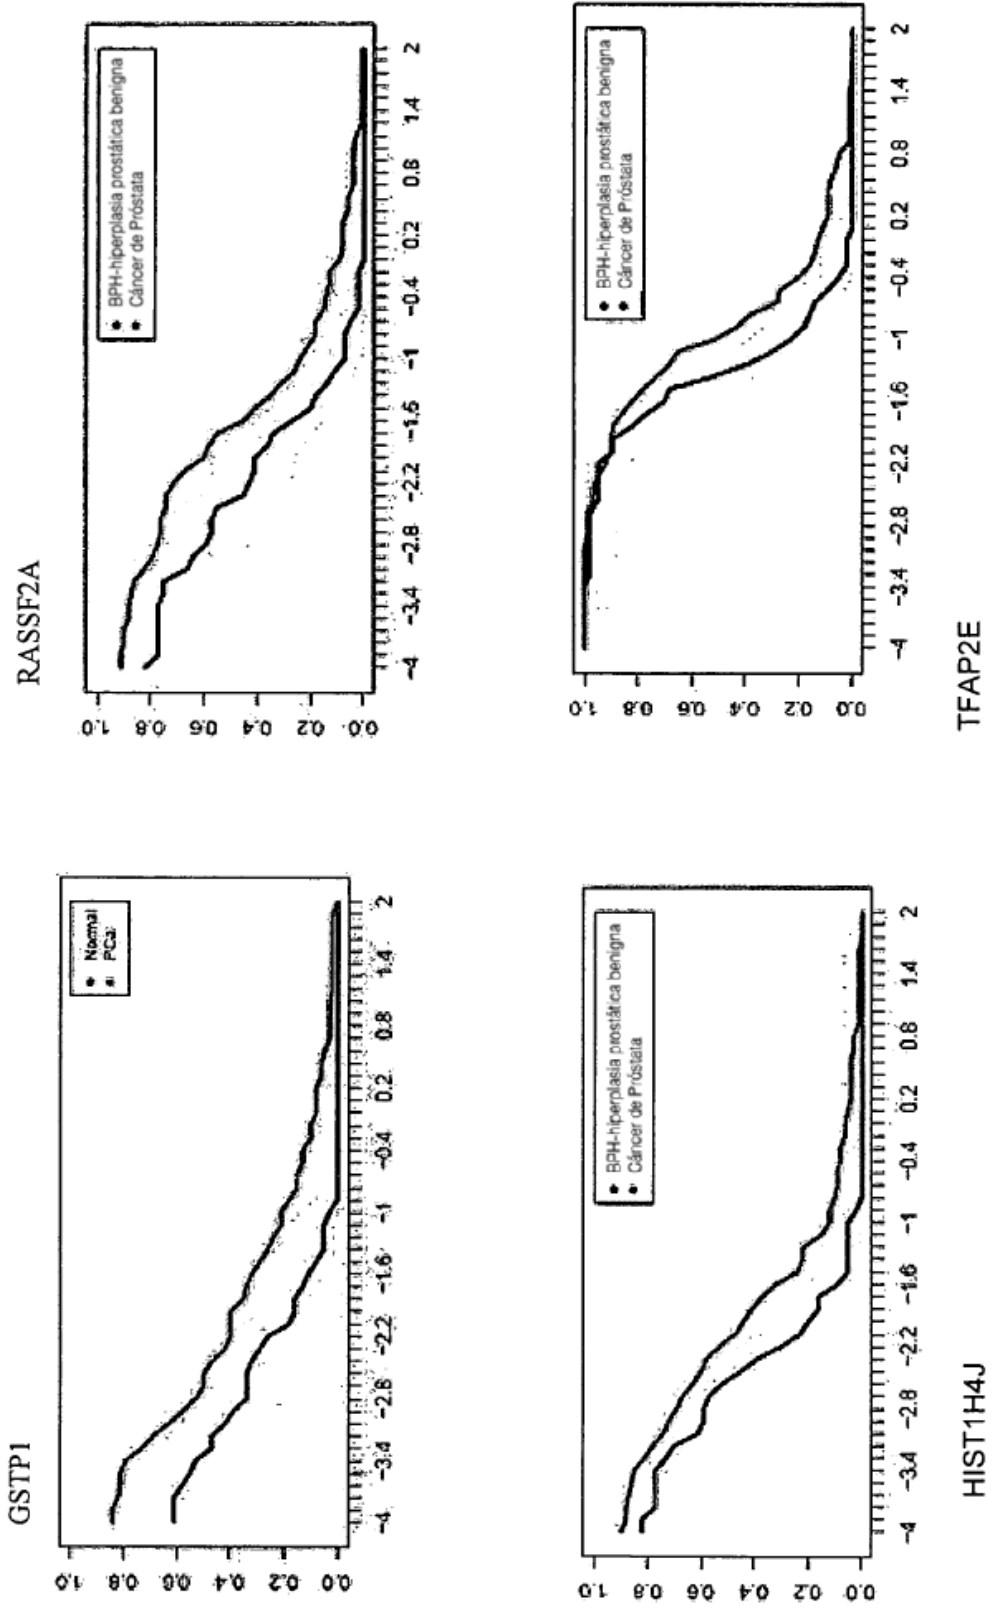 GSTP1
1.0
0.8
0.6
0.4
0.2
0.0
Normal
PCa
-4 -3.4 -2.8 -2.2 -1.6 -1 -0.4 0.2 0.8 1.4 2
RASSF2A
1.0
0.8
0.6
0.4
0.2
0.0
BPH-hiperplasia prostática benigna
Cáncer de Próstata
-4 -3.4 -2.8 -2.2 -1.6 -1 -0.4 0.2 0.8 1.4 2
1.0
0.8
0.6
0.4
0.2
0.0
BPH-hiperplasia prostática benigna
Cáncer de Próstata
-4 -3.4 -2.8 -2.2 -1.6 -1 -0.4 0.2 0.8 1.4 2
HIST1H4J
1.0
0.8
0.6
0.4
0.2
0.0
BPH-hiperplasia prostática benigna
Cáncer de Próstata
-4 -3.4 -2.8 -2.2 -1.6 -1 -0.4 0.2 0.8 1.4 2
TFAP2E